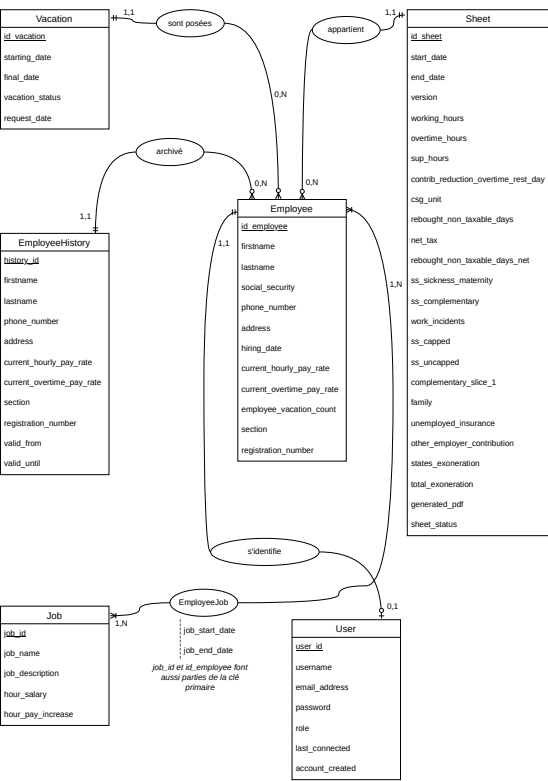 Vacation
id_vacation
starting_date
final_date
vacation_status
request_date
1,1
sont posées
0,N
appartient
1,1
Sheet
id_sheet
start_date
end_date
version
working_hours
overtime_hours
sup_hours
contrib_reduction_overtime_rest_day
csg_unit
rebought_non_taxable_days
net_tax
rebought_non_taxable_days_net
ss_sickness_maternity
ss_complementary
work_incidents
ss_capped
ss_uncapped
complementary_slice_1
family
unemployed_insurance
other_employer_contribution
states_exoneration
total_exoneration
generated_pdf
sheet_status
archivé
0,N
0,N
1,1
EmployeeHistory
history_id
firstname
lastname
phone_number
address
current_hourly_pay_rate
current_overtime_pay_rate
section
registration_number
valid_from
valid_until
Employee
id_employee
firstname
lastname
social_security
phone_number
address
hiring_date
current_hourly_pay_rate
current_overtime_pay_rate
employee_vacation_count
section
registration_number
1,1
1,N
s'identifie
0,1
EmployeeJob
job_start_date
job_end_date
job_id et id_employee font
aussi parties de la clé
primaire
1,N
Job
job_id
job_name
job_description
hour_salary
hour_pay_increase
User
user_id
username
email_address
password
role
last_connected
account_created